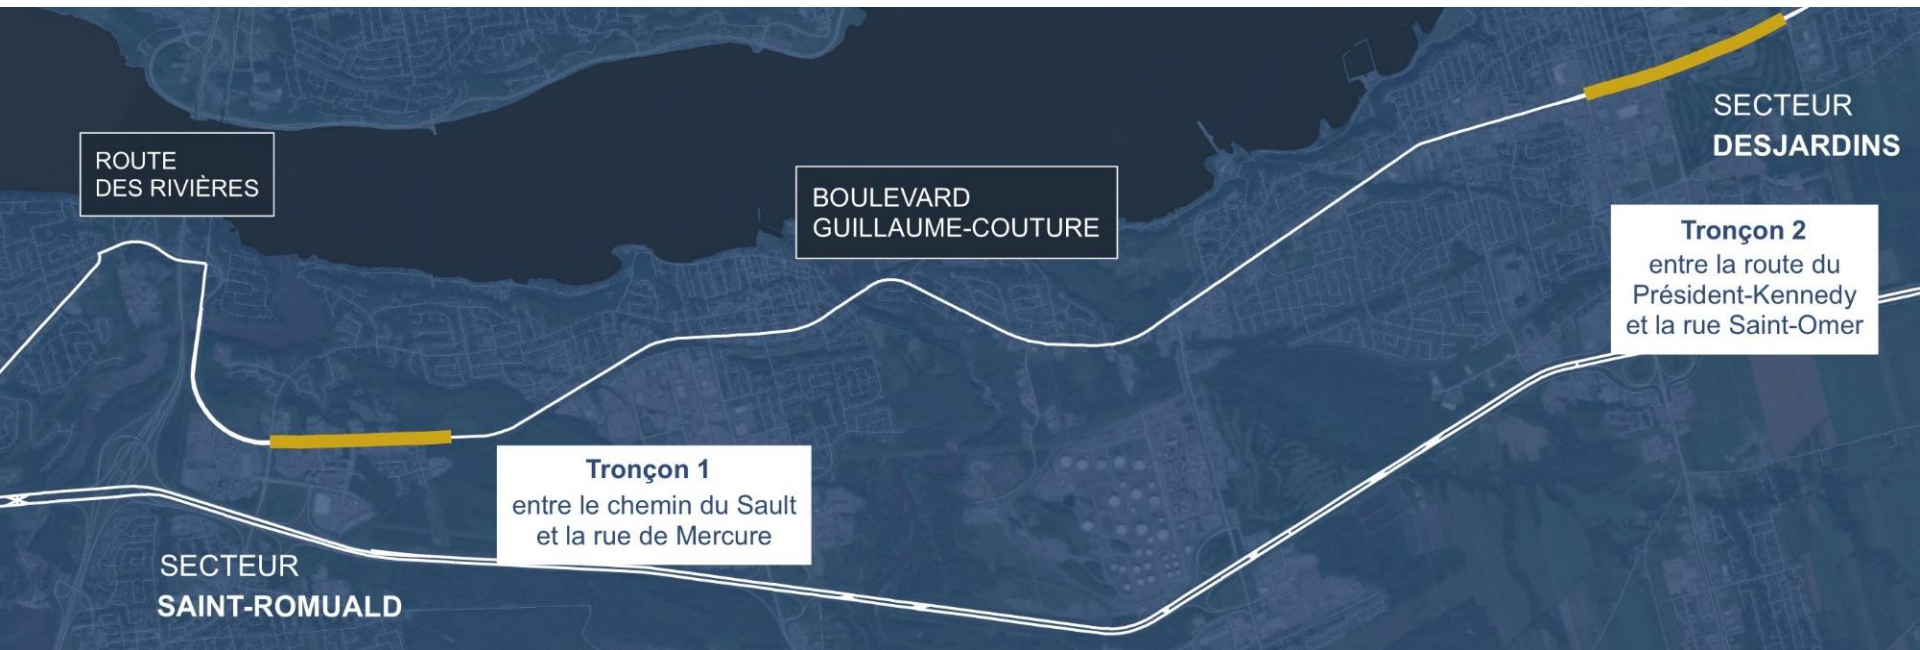 ROUTE
DES RIVIÈRES
BOULEVARD
GUILLAUME-COUTURE
SECTEUR
DESJARDINS
Tronçon 2
entre la route du
Président-Kennedy
et la rue Saint-Omer
Tronçon 1
entre le chemin du Sault
et la rue de Mercure
SECTEUR
SAINT-ROMUALD